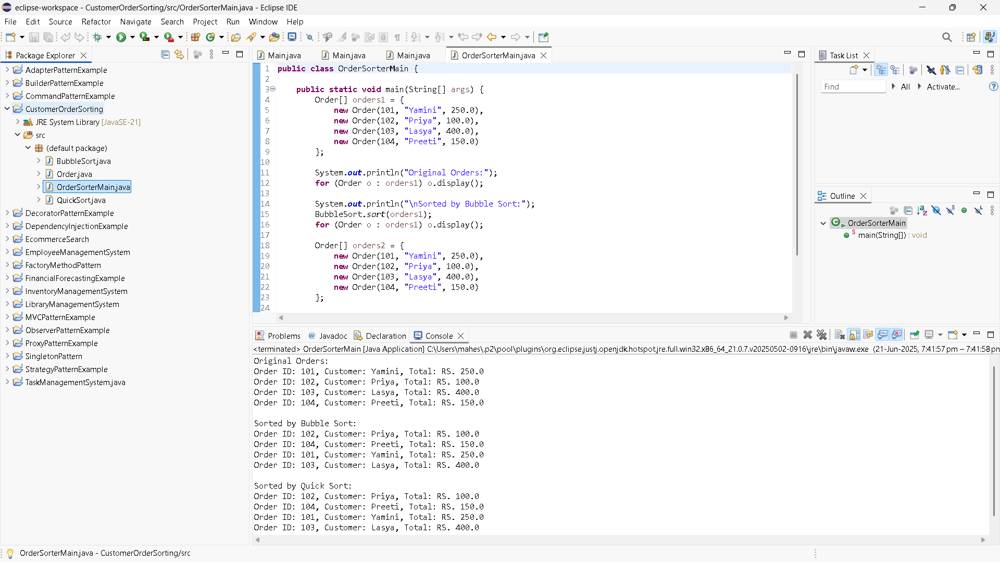 eclipse-workspace - CustomerOrderSorting/src/OrderSorterMain.java - Eclipse IDE
File Edit Source Refactor Navigate Search Project Run Window Help
Package Explorer
AdapterPatternExample
BuilderPatternExample
CommandPatternExample
CustomerOrderSorting
JRE System Library [JavaSE-21]
src
(default package)
BubbleSort.java
Order.java
OrderSorterMain.java
QuickSort.java
DecoratorPatternExample
DependencyInjectionExample
EcommerceSearch
EmployeeManagementSystem
FactoryMethodPattern
FinancialForecastingExample
InventoryManagementSystem
LibraryManagementSystem
MVCPatternExample
ObserverPatternExample
ProxyPatternExample
SingletonPattern
StrategyPatternExample
TaskManagementSystem.java
Main.java Main.java Main.java OrderSorterMain.java
1 public class OrderSorterMain {
2
3 public static void main(String[] args) {
4 Order[] orders1 = {
5 new Order(101, "Yamini", 250.0),
6 new Order(102, "Priya", 100.0),
7 new Order(103, "Lasya", 400.0),
8 new Order(104, "Preeti", 150.0)
9 };
10
11 System.out.println("Original Orders:");
12 for (Order o : orders1) o.display();
13
14 System.out.println("\nSorted by Bubble Sort:");
15 BubbleSort.sort(orders1);
16 for (Order o : orders1) o.display();
17
18 Order[] orders2 = {
19 new Order(101, "Yamini", 250.0),
20 new Order(102, "Priya", 100.0),
21 new Order(103, "Lasya", 400.0),
22 new Order(104, "Preeti", 150.0)
23 };
24
Task List
Find All Activate...
Outline
OrderSorterMain
main(String[]) : void
Problems Javadoc Declaration Console
<terminated> OrderSorterMain [Java Application] C:\Users\mahes\.p2\pool\plugins\org.eclipse.justj.openjdk.hotspot.jre.full.win32.x86_64_21.0.7.v20250502-0916\jre\bin\javaw.exe (21-Jun-2025, 7:41:57 pm – 7:41:58 pm
Original Orders:
Order ID: 101, Customer: Yamini, Total: RS. 250.0
Order ID: 102, Customer: Priya, Total: RS. 100.0
Order ID: 103, Customer: Lasya, Total: RS. 400.0
Order ID: 104, Customer: Preeti, Total: RS. 150.0

Sorted by Bubble Sort:
Order ID: 102, Customer: Priya, Total: RS. 100.0
Order ID: 104, Customer: Preeti, Total: RS. 150.0
Order ID: 101, Customer: Yamini, Total: RS. 250.0
Order ID: 103, Customer: Lasya, Total: RS. 400.0

Sorted by Quick Sort:
Order ID: 102, Customer: Priya, Total: RS. 100.0
Order ID: 104, Customer: Preeti, Total: RS. 150.0
Order ID: 101, Customer: Yamini, Total: RS. 250.0
Order ID: 103, Customer: Lasya, Total: RS. 400.0
OrderSorterMain.java - CustomerOrderSorting/src